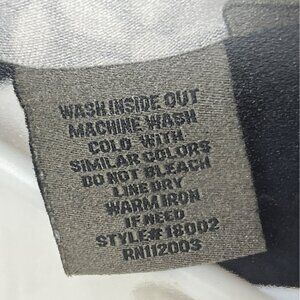 WASH INSIDE OUT
MACHINE WASH
COLD WITH
SIMILAR COLORS
DO NOT BLEACH
LINE DRY
WARM IRON
IF NEED
STYLE# 18002
RN112003